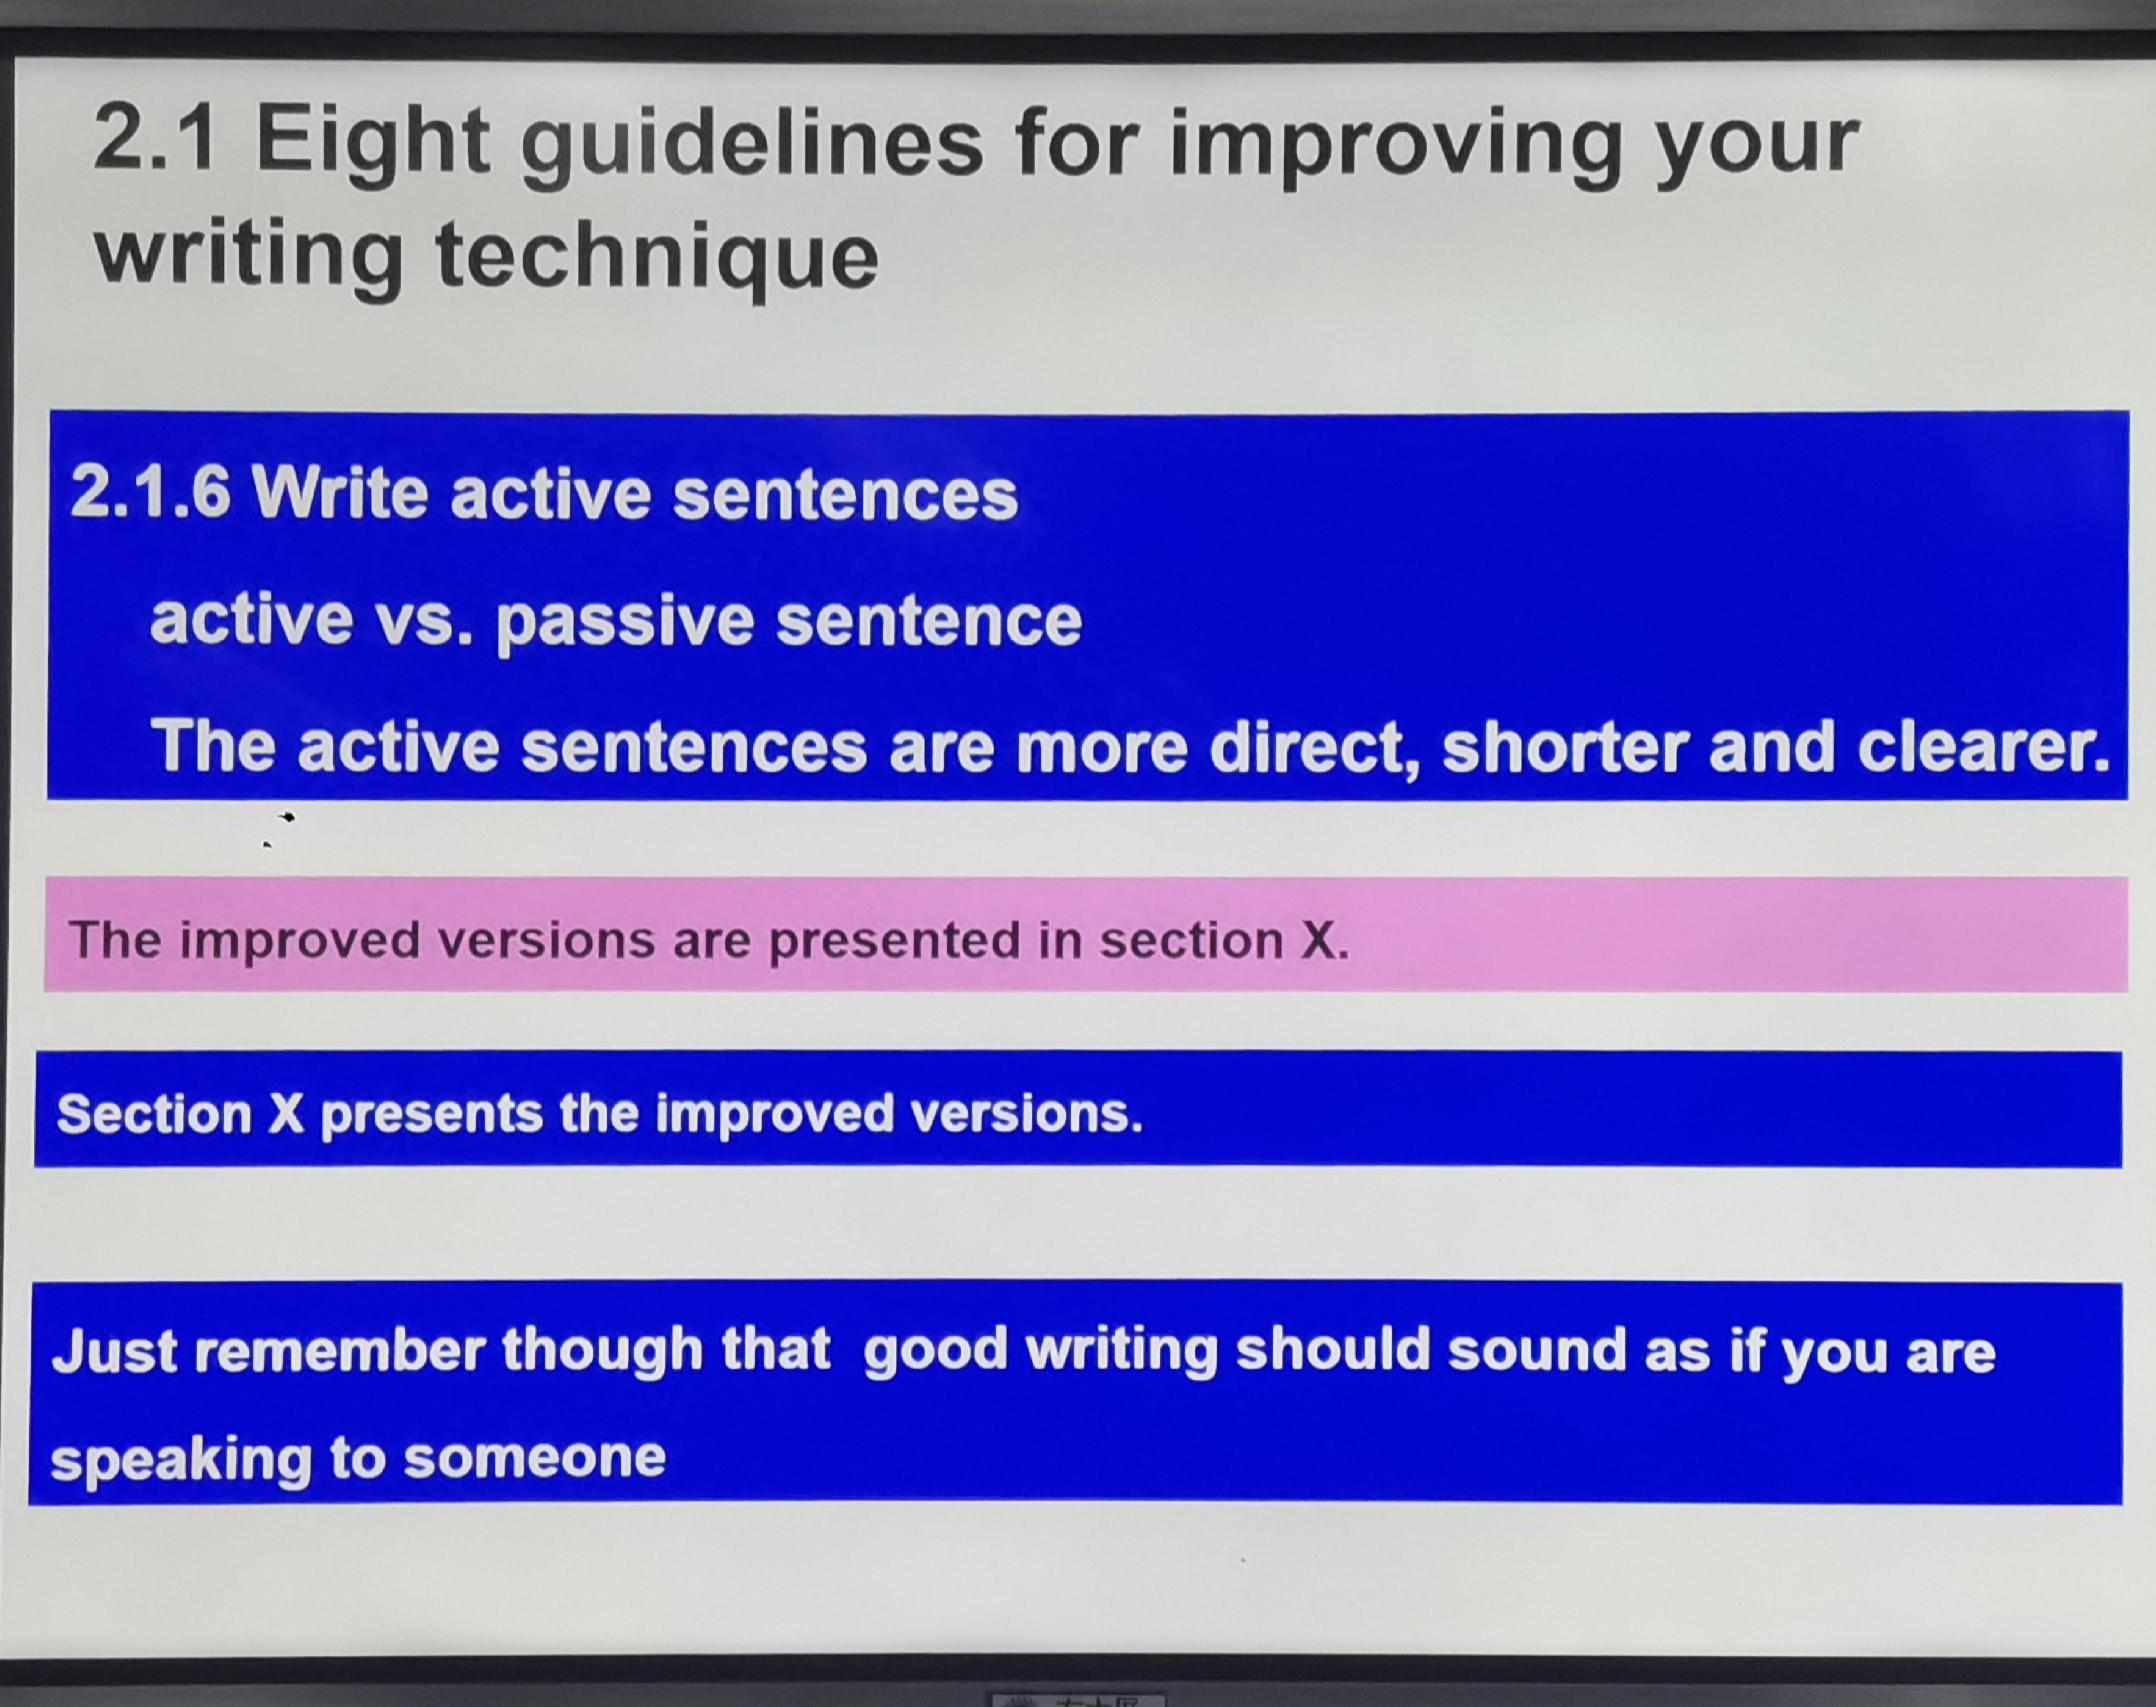 2.1 Eight guidelines for improving your
writing technique
2.1.6 Write active sentences
active vs. passive sentence
The active sentences are more direct, shorter and clearer.
The improved versions are presented in section X.
Section X presents the improved versions.
Just remember though that good writing should sound as if you are
speaking to someone